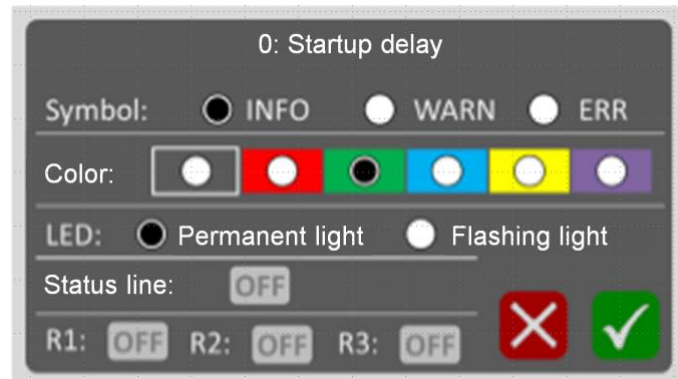 0: Startup delay
Symbol: INFO WARN ERR
Color:
LED: Permanent light Flashing light
Status line: OFF
R1: OFF R2: OFF R3: OFF